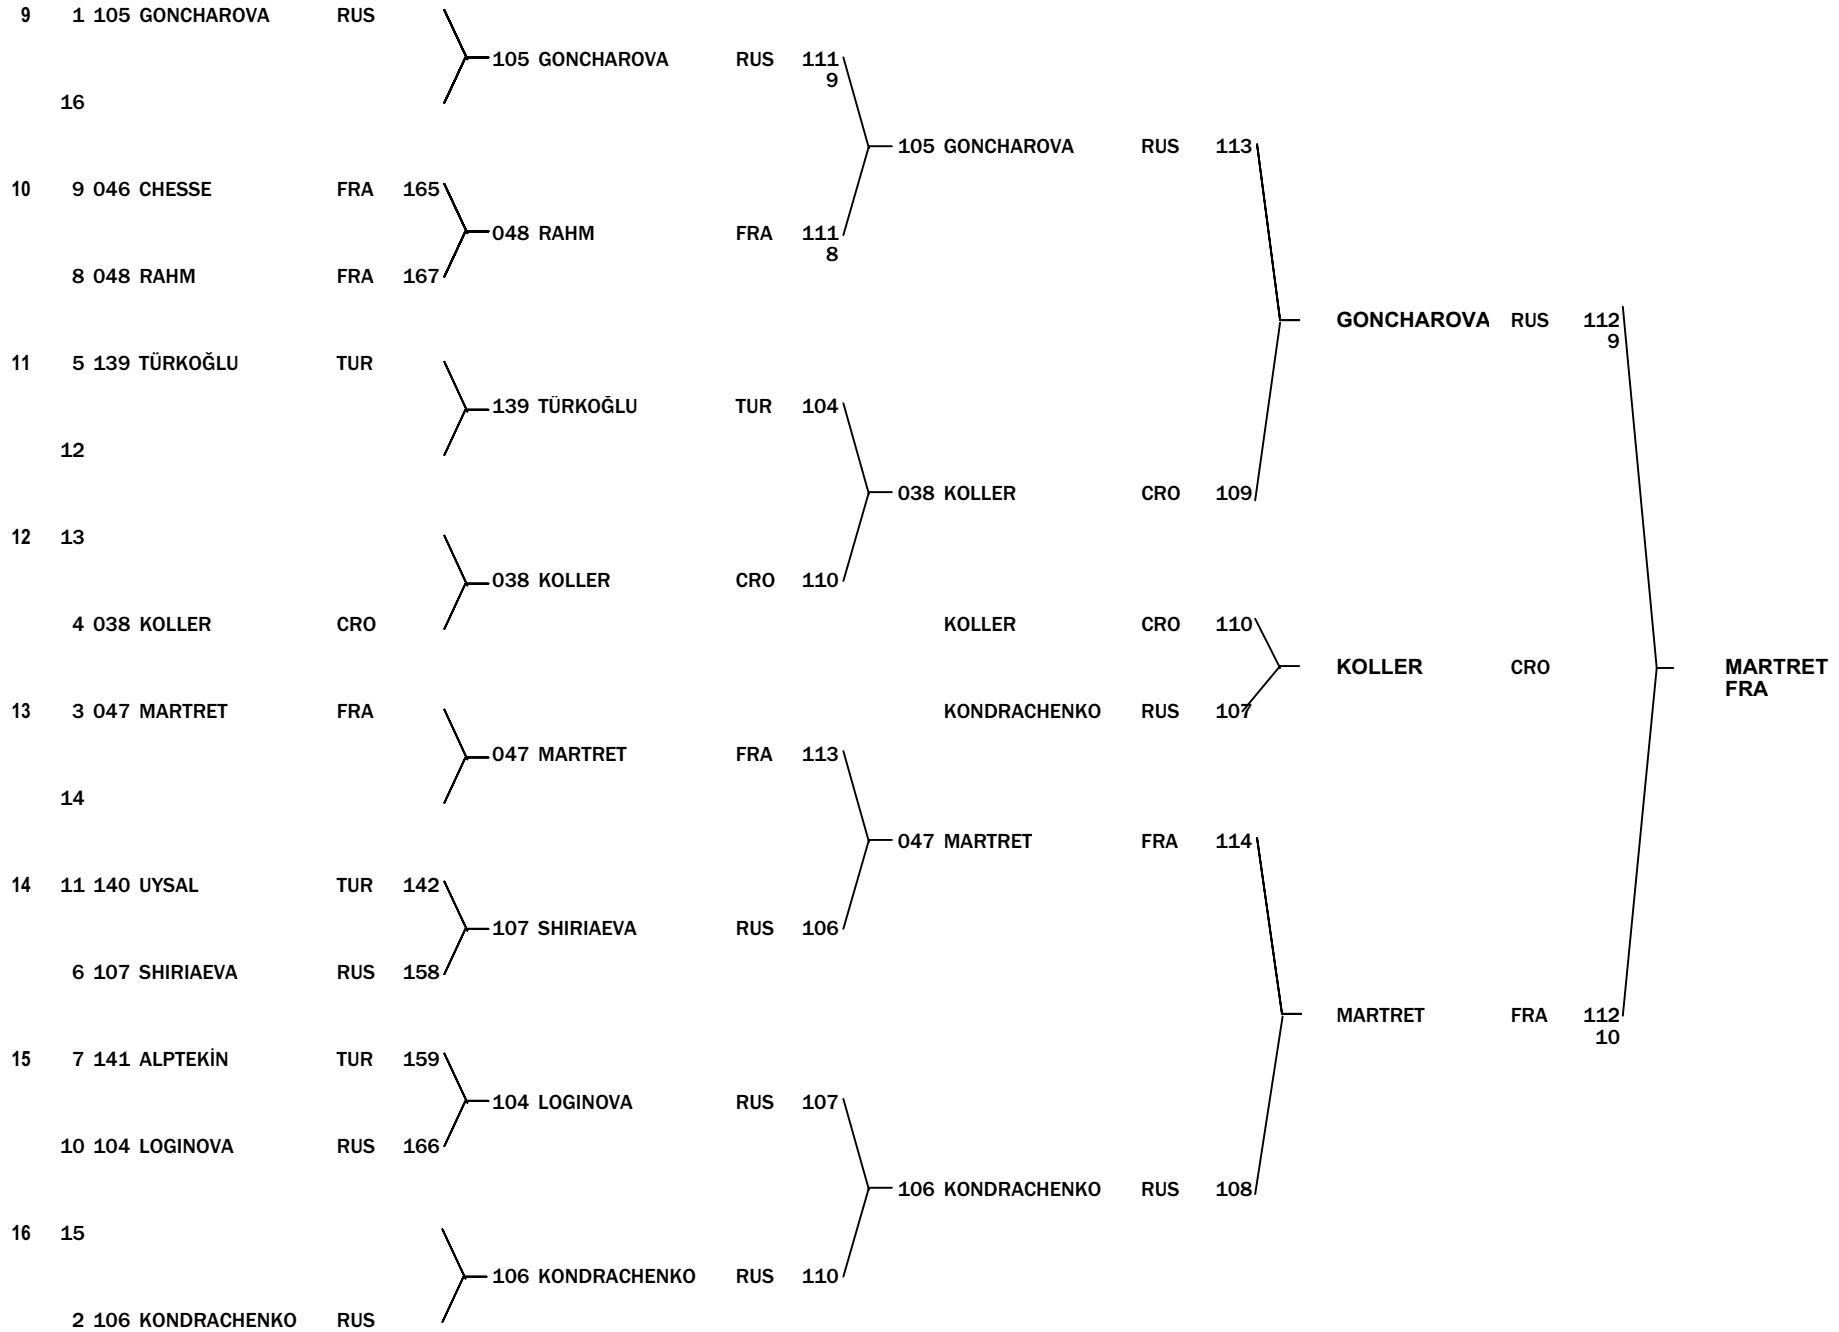 9 1 105 GONCHAROVA RUS
105 GONCHAROVA RUS 111
9
16
105 GONCHAROVA RUS 113
10 9 046 CHESSE FRA 165
048 RAHM FRA 111
8
8 048 RAHM FRA 167
GONCHAROVA RUS 112
9
11 5 139 TÜRKOĞLU TUR
139 TÜRKOĞLU TUR 104
12
038 KOLLER CRO 109
12 13
038 KOLLER CRO 110
4 038 KOLLER CRO
KOLLER CRO 110
KOLLER CRO
MARTRET
FRA
13 3 047 MARTRET FRA
KONDRACHENKO RUS 107
047 MARTRET FRA 113
14
047 MARTRET FRA 114
14 11 140 UYSAL TUR 142
107 SHIRIAEVA RUS 106
6 107 SHIRIAEVA RUS 158
MARTRET FRA 112
10
15 7 141 ALPTEKİN TUR 159
104 LOGINOVA RUS 107
10 104 LOGINOVA RUS 166
106 KONDRACHENKO RUS 108
16 15
106 KONDRACHENKO RUS 110
2 106 KONDRACHENKO RUS